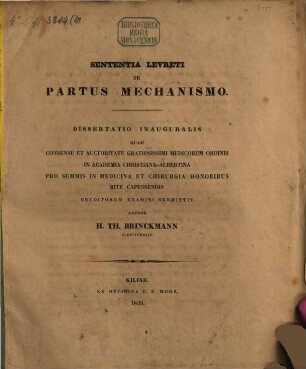 BIBLIOTHECA
REGIA
MONACENSIS.
SENTENTIA LEVRETI
DE
PARTUS MECHANISMO.
DISSERTATIO INAUGURALIS
QUAM
CONSENSU ET AUCTORITATE GRATIOSISSIMI MEDICORUM ORDINIS
IN ACADEMIA CHRISTIANA-ALBERTINA
PRO SUMMIS IN MEDICINA ET CHIRURGIA HONORIBUS
RITE CAPESSENDIS
ERUDITORUM EXAMINI SUBMITTIT
AUCTOR
H. TH. BRINCKMANN
KILIAE.
EX OFFICINA C. F. MOHR.